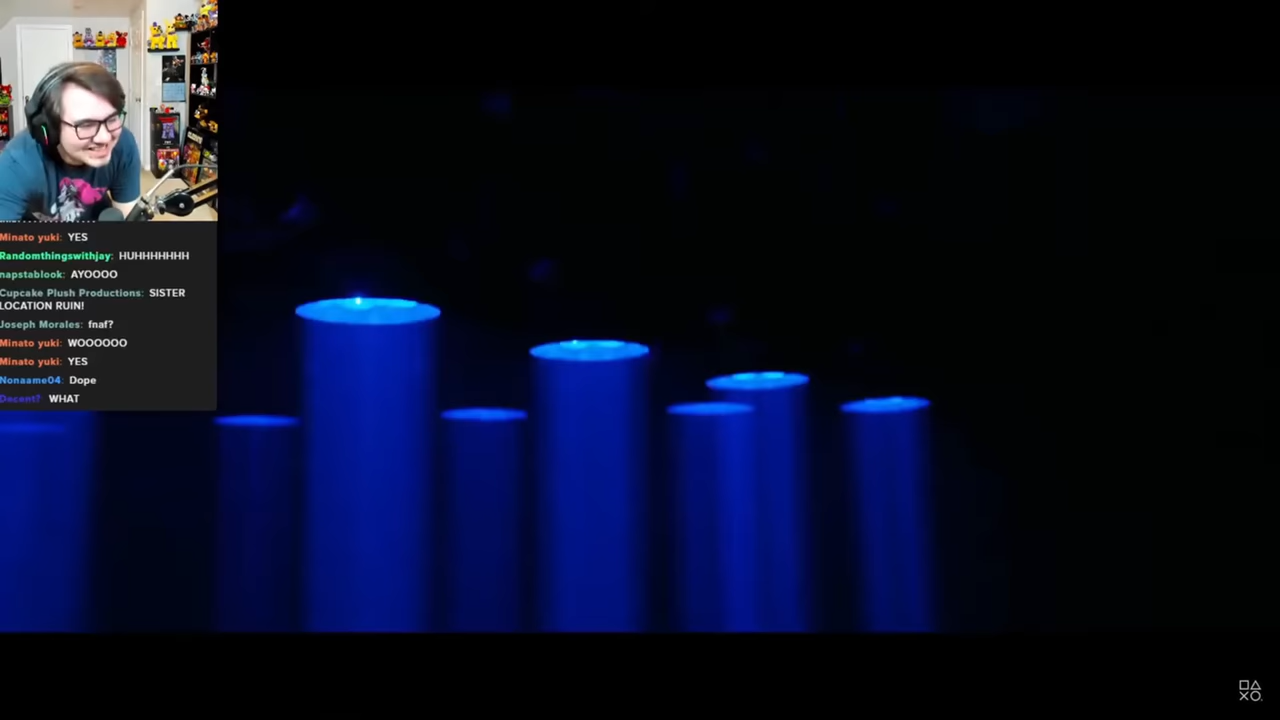 Minato yuki: YES
Randomthingswithjay: HUHHHHHHH
napstablook: AYOOOO
Cupcake Plush Productions: SISTER
LOCATION RUIN!
Joseph Morales: fnaf?
Minato yuki: WOOOOOO
Minato yuki: YES
Nonaame04: Dope
Docent?: WHAT